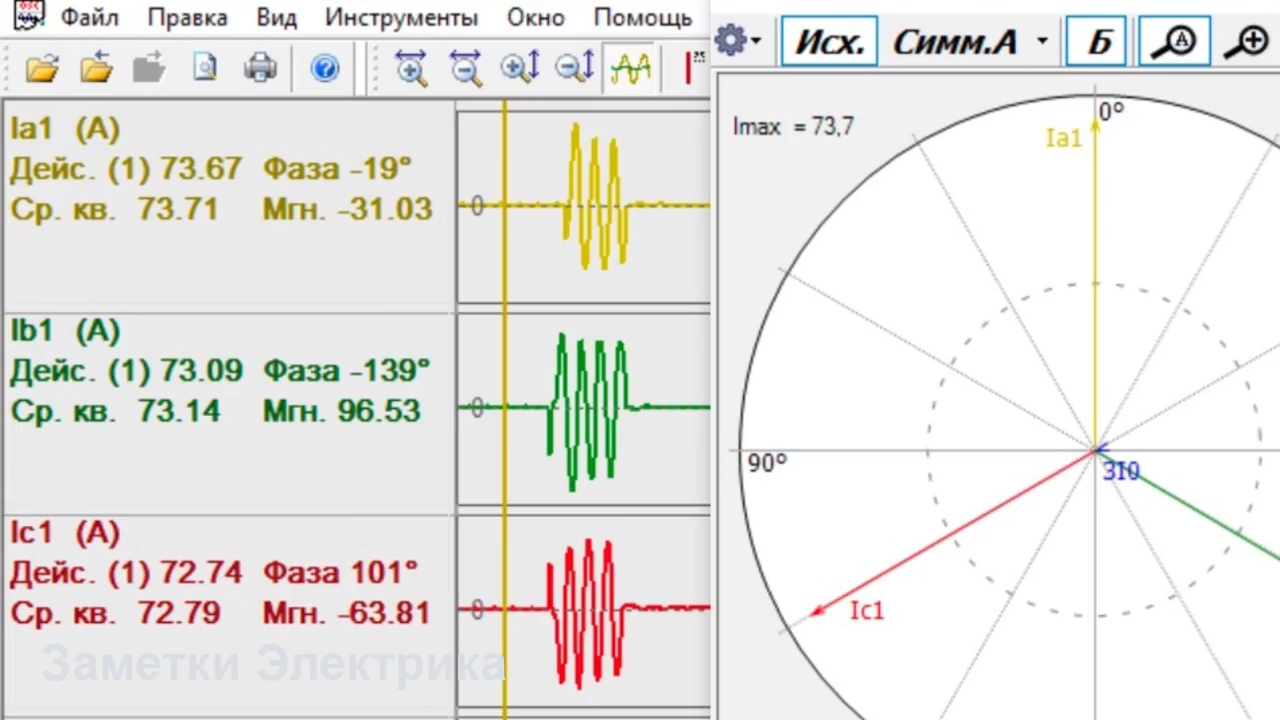 Файл Правка Вид Инструменты Окно Помощь
Исх. Симм.А Б
Ia1 (A)
Дейс. (1) 73.67 Фаза -19°
Ср. кв. 73.71 Мгн. -31.03
0
Ib1 (A)
Дейс. (1) 73.09 Фаза -139°
Ср. кв. 73.14 Мгн. 96.53
0
Ic1 (A)
Дейс. (1) 72.74 Фаза 101°
Ср. кв. 72.79 Мгн. -63.81
0
Заметки Электрика
Imax = 73,7
0°
Ia1
90°
3I0
Ic1